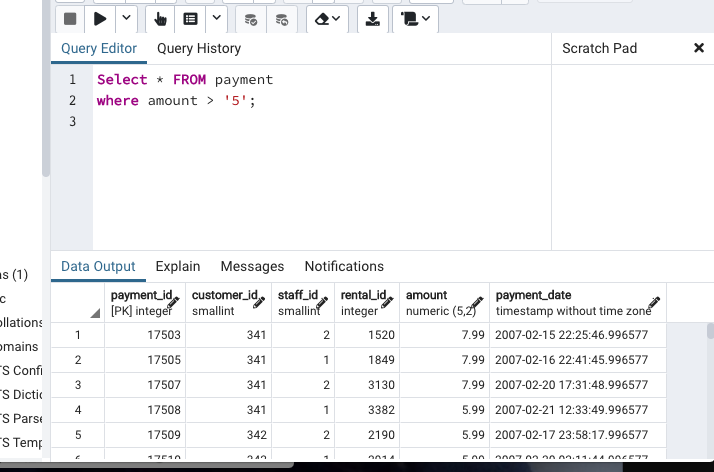 Query Editor Query History Scratch Pad
1 Select * FROM payment
2 where amount > '5';
3
Data Output Explain Messages Notifications
payment_id customer_id staff_id rental_id amount payment_date
[PK] integer smallint smallint integer numeric (5,2) timestamp without time zone
1 17503 341 2 1520 7.99 2007-02-15 22:25:46.996577
2 17505 341 1 1849 7.99 2007-02-16 22:41:45.996577
3 17507 341 2 3130 7.99 2007-02-20 17:31:48.996577
4 17508 341 1 3382 5.99 2007-02-21 12:33:49.996577
5 17509 342 2 2190 5.99 2007-02-17 23:58:17.996577
as (1)
c
ollations
omains
TS Confi
TS Dictio
TS Parse
TS Temp